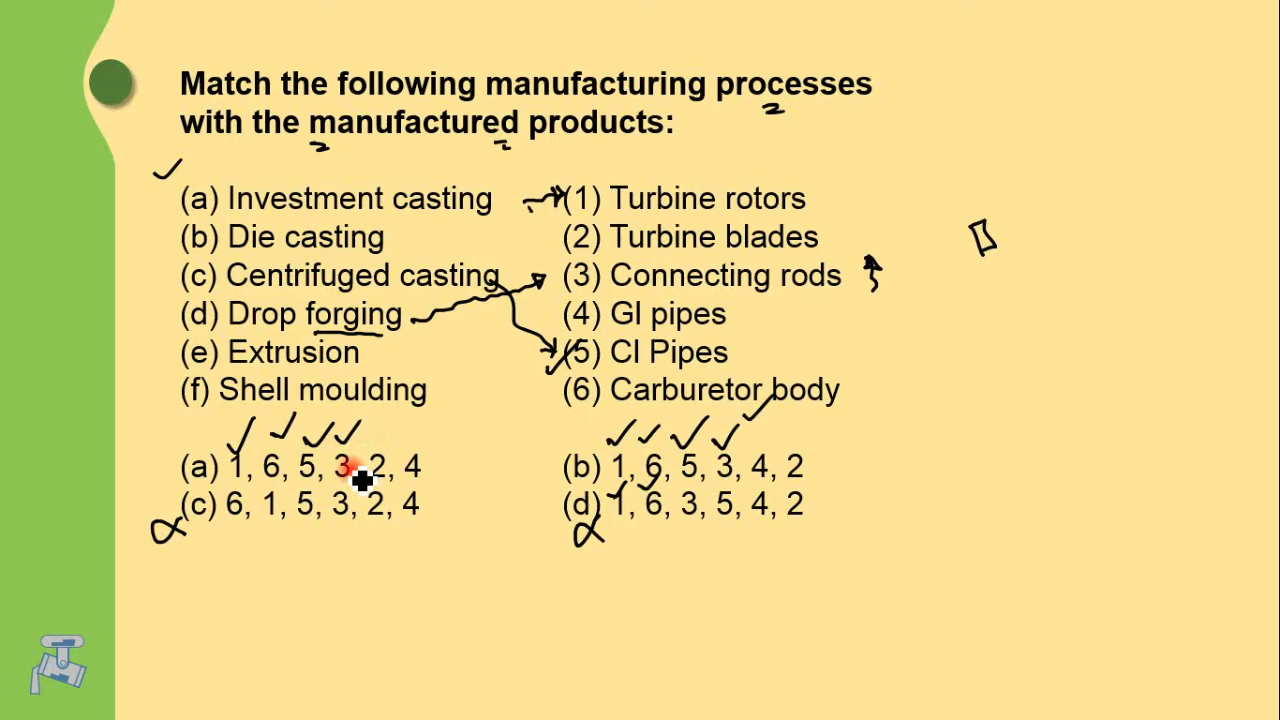 Match the following manufacturing processes
with the manufactured products:
(a) Investment casting (1) Turbine rotors
(b) Die casting (2) Turbine blades
(c) Centrifuged casting (3) Connecting rods
(d) Drop forging (4) GI pipes
(e) Extrusion (5) CI Pipes
(f) Shell moulding (6) Carburetor body
(a) 1, 6, 5, 3, 2, 4 (b) 1, 6, 5, 3, 4, 2
(c) 6, 1, 5, 3, 2, 4 (d) 1, 6, 3, 5, 4, 2